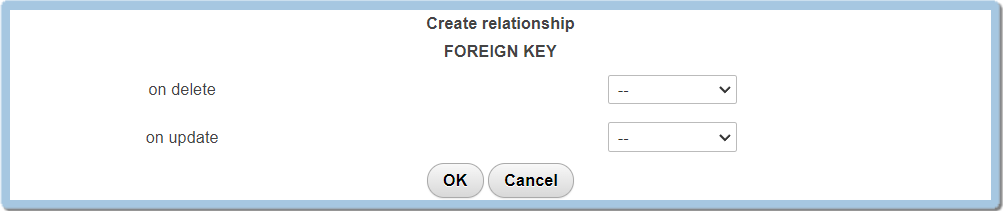 Create relationship
FOREIGN KEY
on delete --
on update --
OK Cancel